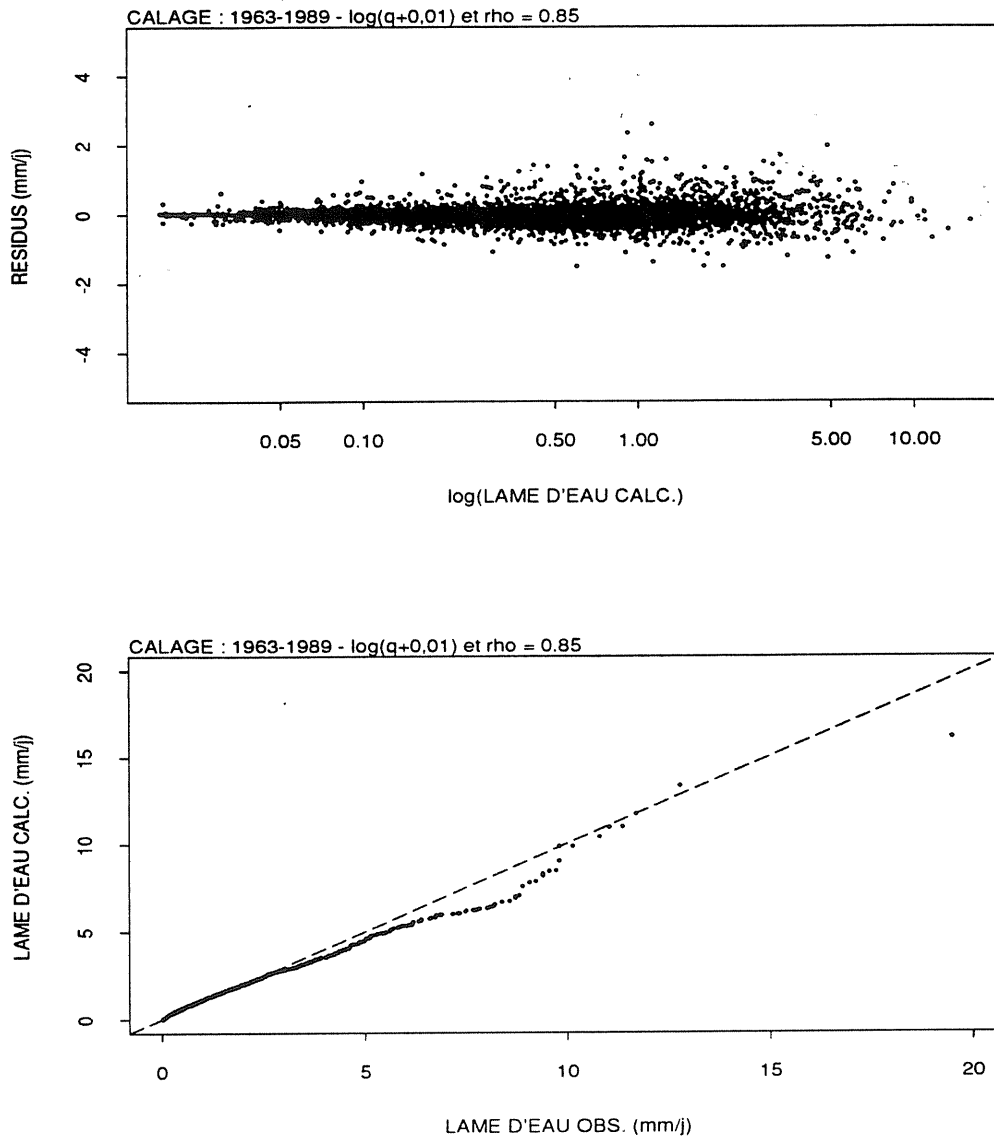 CALAGE : 1963-1989 - log(q+0,01) et rho = 0.85
RESIDUS (mm/j)
4
2
0
-2
-4
0.05 0.10 0.50 1.00 5.00 10.00
log(LAME D'EAU CALC.)
CALAGE : 1963-1989 - log(q+0,01) et rho = 0.85
LAME D'EAU CALC. (mm/j)
20
15
10
5
0
0 5 10 15 20
LAME D'EAU OBS. (mm/j)